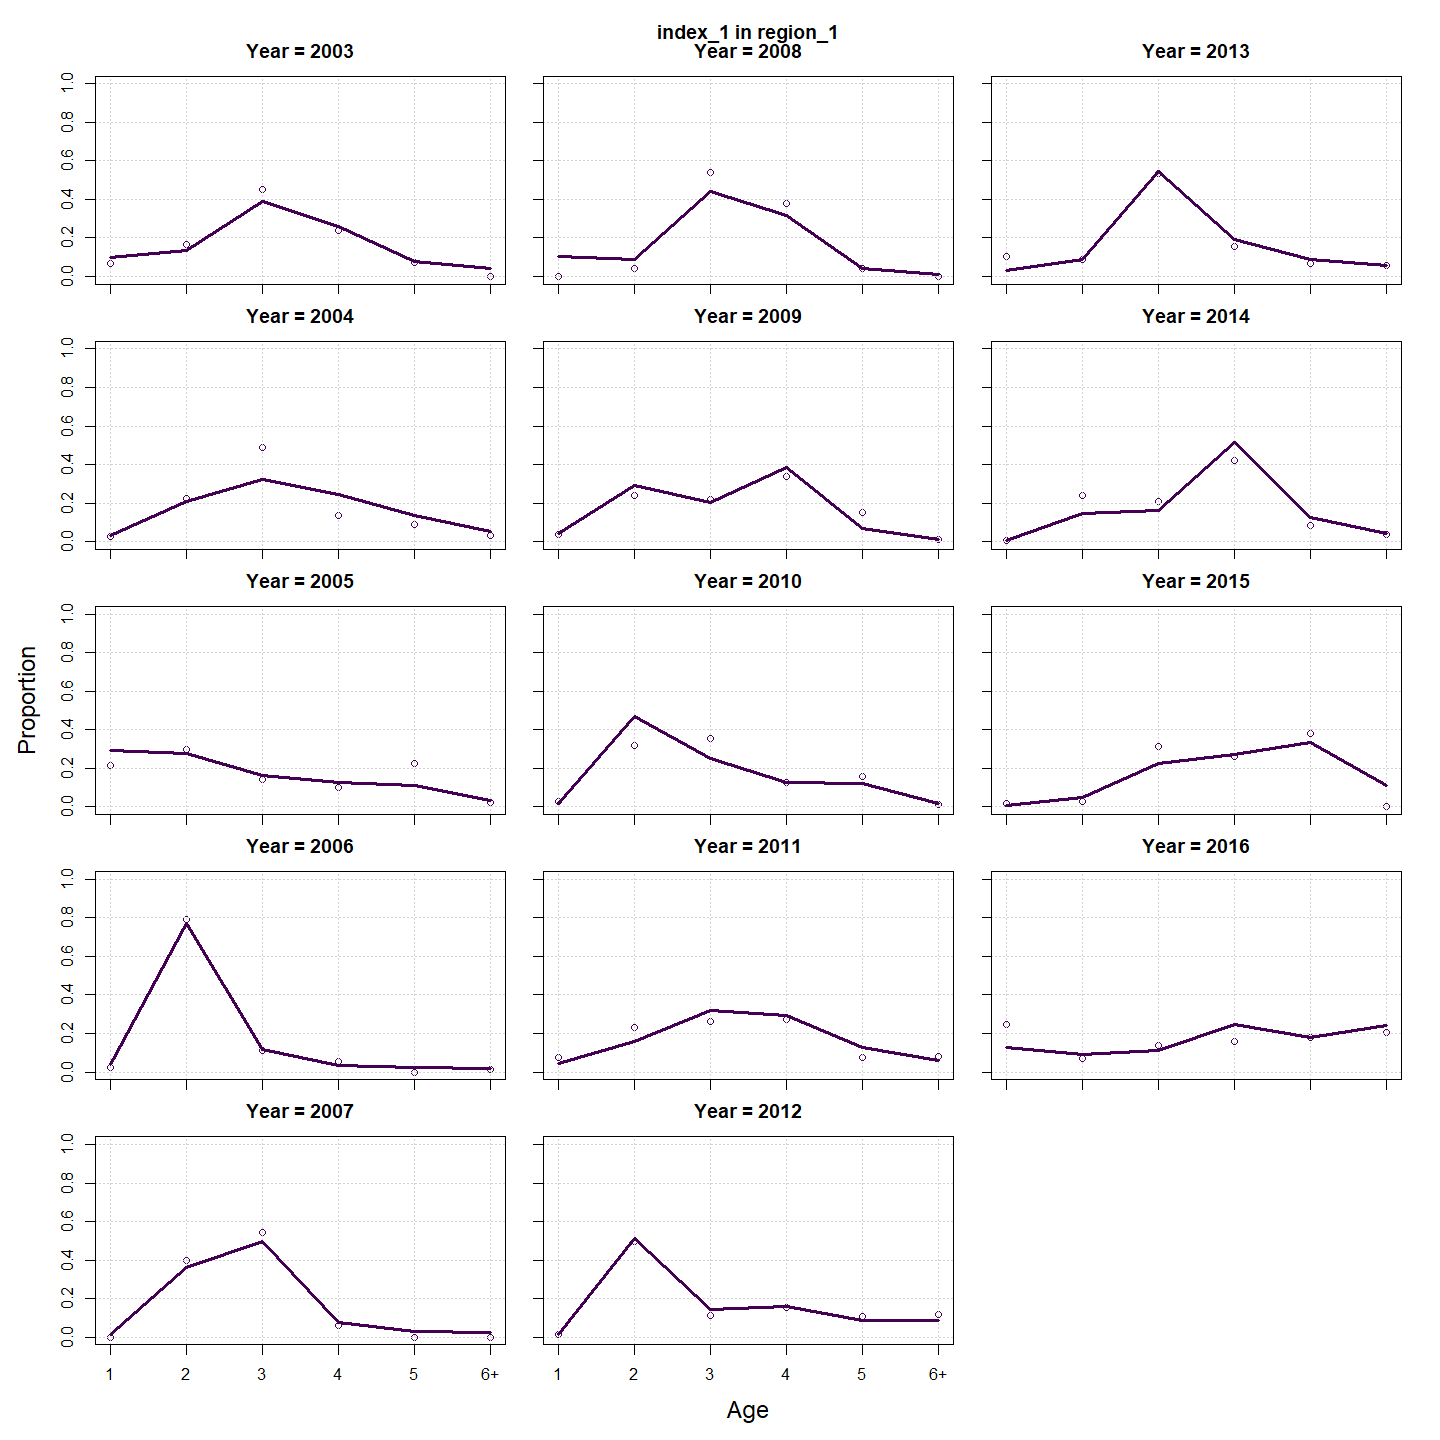 index_1 in region_1
Year = 2003 Year = 2008 Year = 2013
0.0 0.2 0.4 0.6 0.8 1.0
Year = 2004 Year = 2009 Year = 2014
0.0 0.2 0.4 0.6 0.8 1.0
Year = 2005 Year = 2010 Year = 2015
0.0 0.2 0.4 0.6 0.8 1.0
Proportion
Year = 2006 Year = 2011 Year = 2016
0.0 0.2 0.4 0.6 0.8 1.0
Year = 2007 Year = 2012
0.0 0.2 0.4 0.6 0.8 1.0
1 2 3 4 5 6+ 1 2 3 4 5 6+
Age